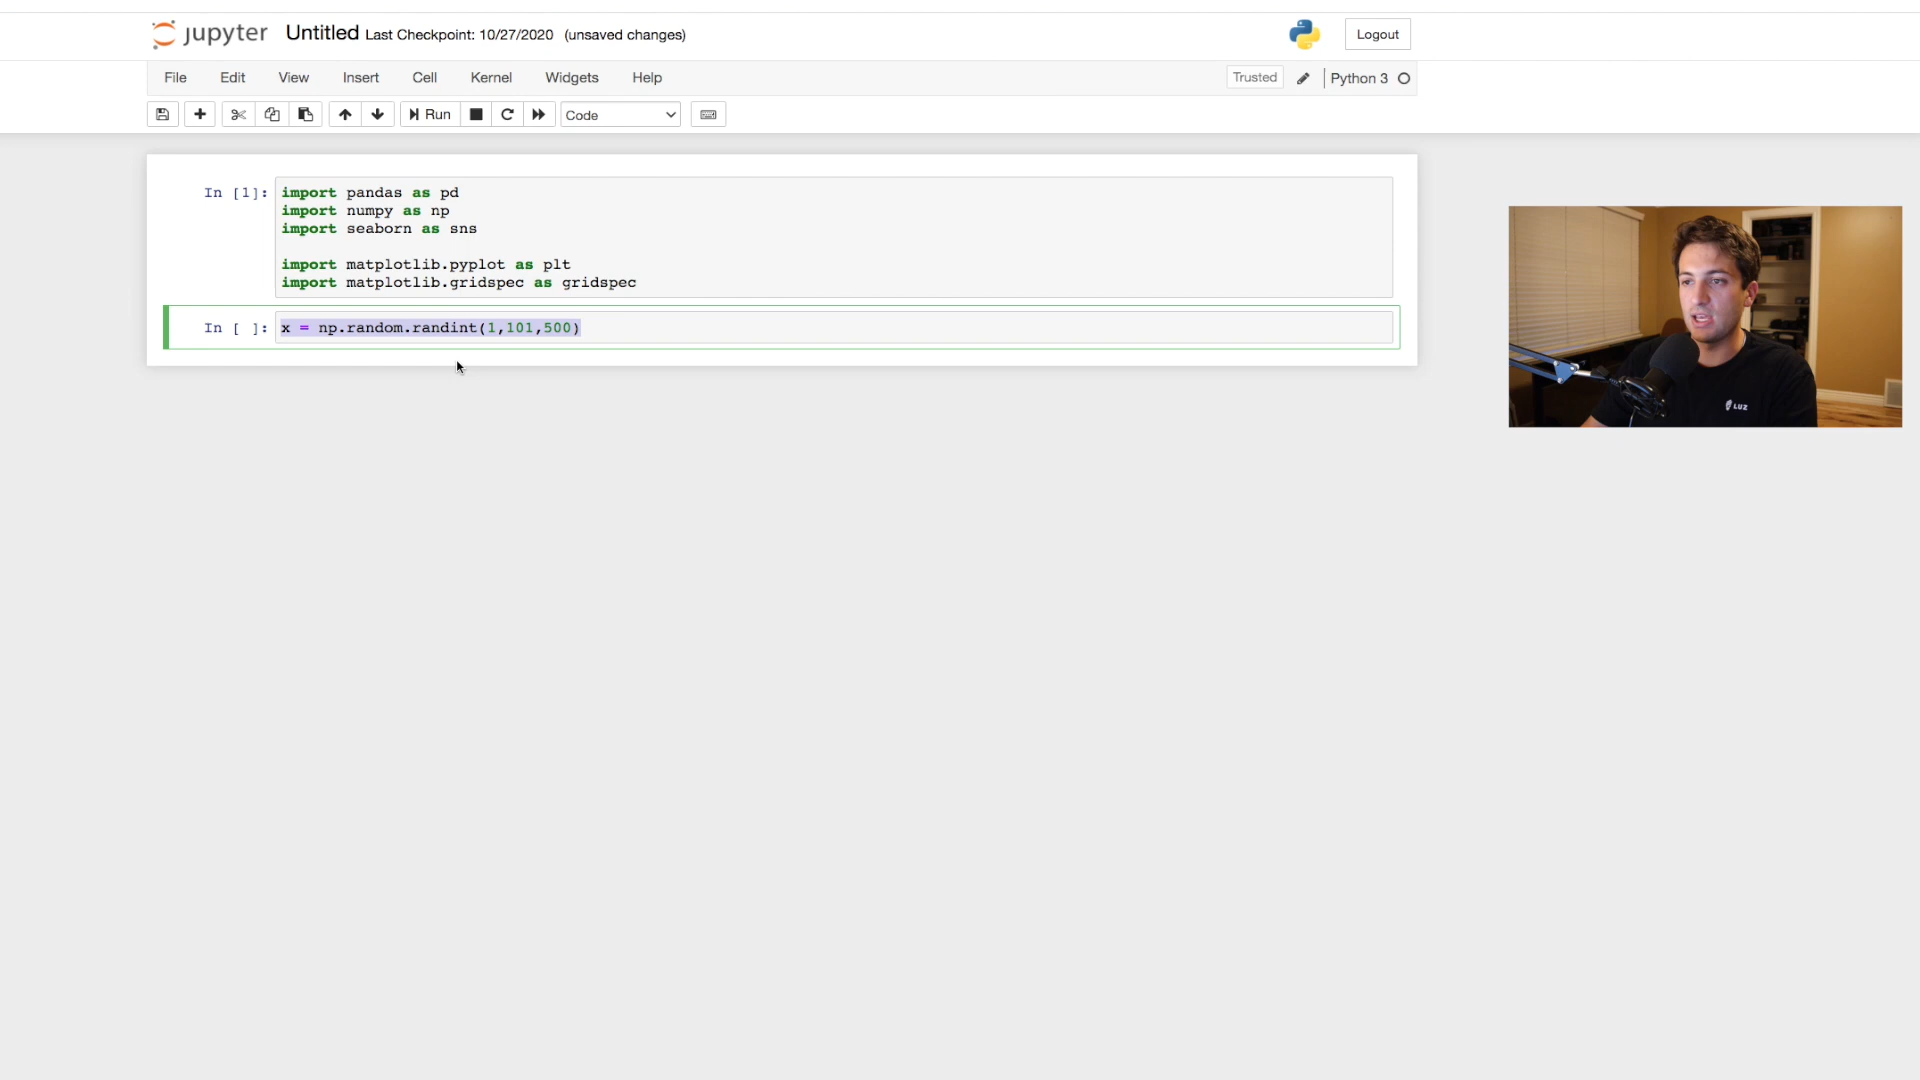 jupyter Untitled Last Checkpoint: 10/27/2020 (unsaved changes) Logout
File Edit View Insert Cell Kernel Widgets Help Trusted Python 3
Run Code
In [1]: import pandas as pd
import numpy as np
import seaborn as sns
import matplotlib.pyplot as plt
import matplotlib.gridspec as gridspec
In [ ]: x = np.random.randint(1,101,500)
LUZ